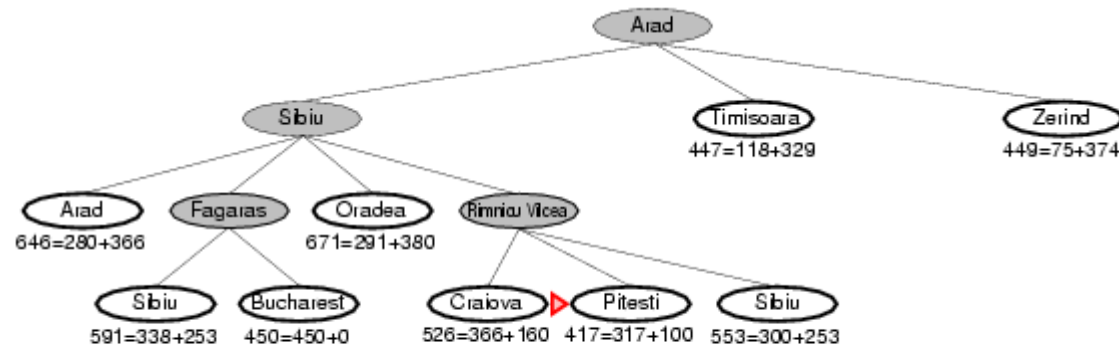 Arad
Sibiu
Timisoara
Zerind
447=118+329
449=75+374
Arad
Fagaras
Oradea
Rimnicu Vilcea
646=280+366
671=291+380
Sibiu
Bucharest
Craiova
Pitesti
Sibiu
591=338+253
450=450+0
526=366+160
417=317+100
553=300+253